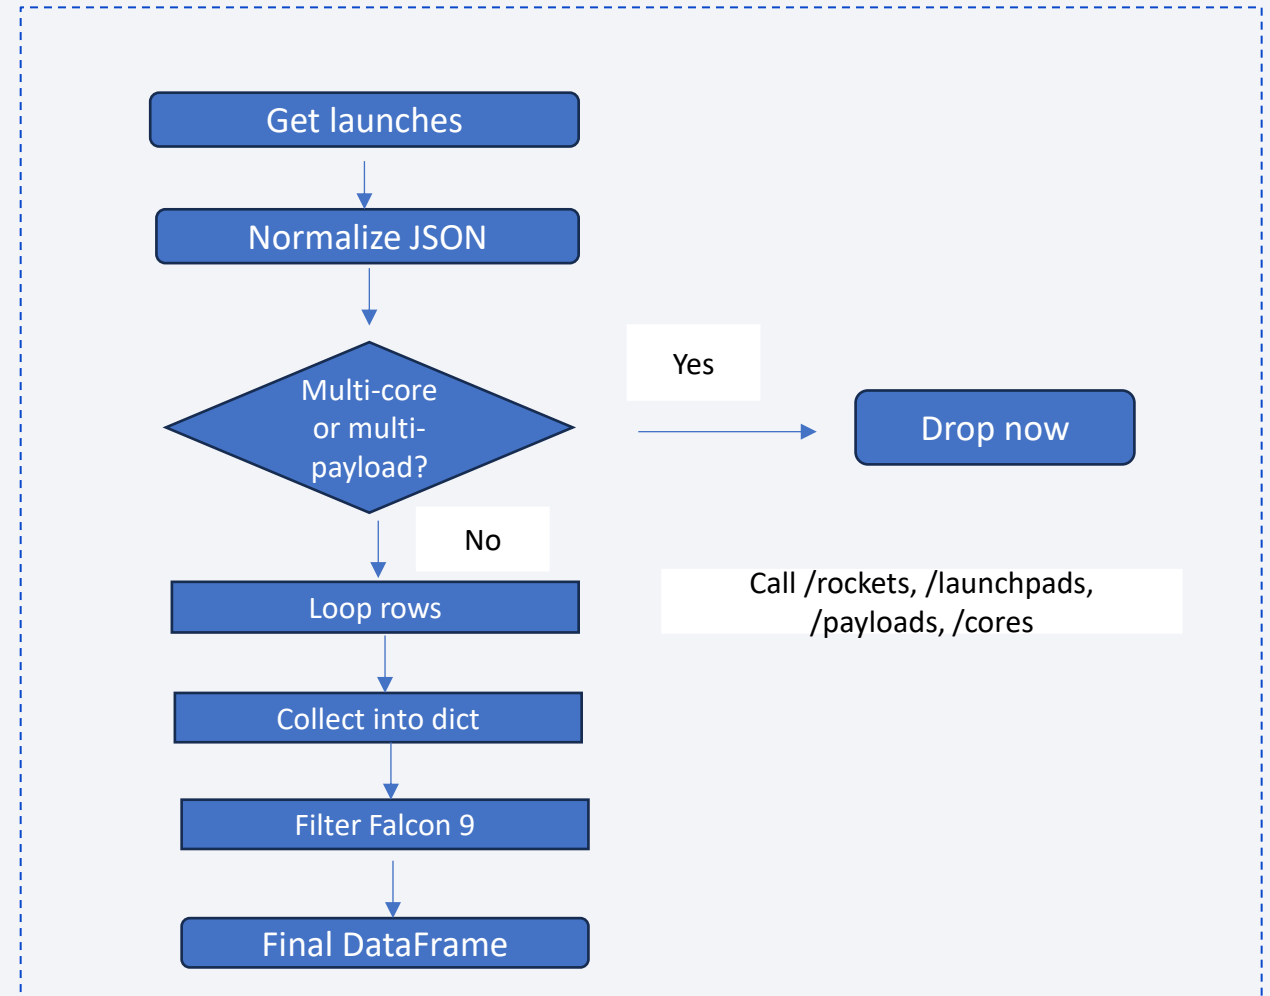 Get launches
Normalize JSON
Multi-core
or multi-
payload?
Yes
Drop now
No
Loop rows
Call /rockets, /launchpads,
/payloads, /cores
Collect into dict
Filter Falcon 9
Final DataFrame